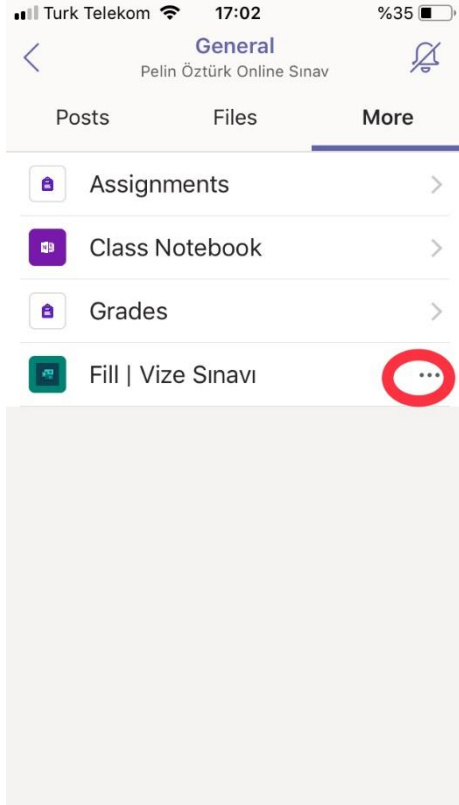 Turk Telekom 17:02 %35
General
Pelin Öztürk Online Sınav
Posts Files More
Assignments
Class Notebook
Grades
Fill | Vize Sınavı